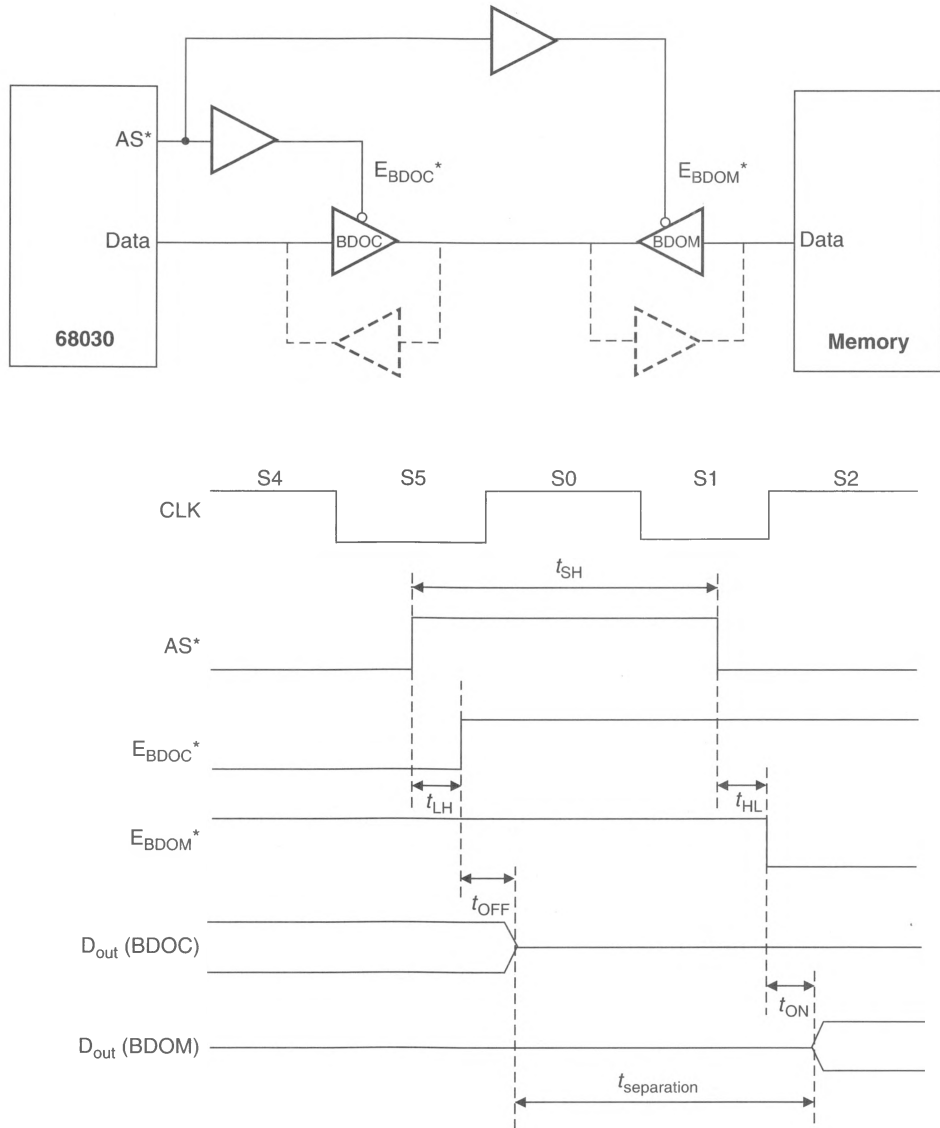 AS*
E_BDOC*
E_BDOM*
Data
BDOC
BDOM
Data
68030
Memory
S4 S5 S0 S1 S2
CLK
t_SH
AS*
E_BDOC*
t_LH
t_HL
E_BDOM*
t_OFF
D_out (BDOC)
t_ON
D_out (BDOM)
t_separation